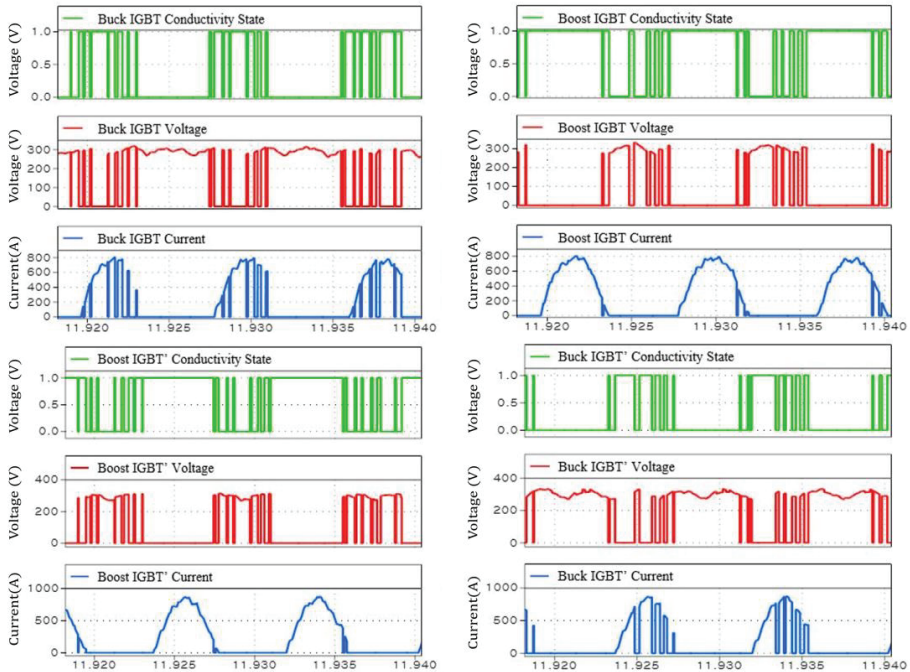 Buck IGBT Conductivity State
Voltage (V)
1.0
0.5
0.0
Buck IGBT Voltage
Voltage (V)
300
200
100
0
Buck IGBT Current
Current(A)
800
600
400
200
0
11.920 11.925 11.930 11.935 11.940
Boost IGBT Conductivity State
Voltage (V)
1.0
0.5
0.0
Boost IGBT Voltage
Voltage (V)
300
200
100
0
Boost IGBT Current
Current(A)
800
600
400
200
0
11.920 11.925 11.930 11.935 11.940
Boost IGBT' Conductivity State
Voltage (V)
1.0
0.5
0.0
Boost IGBT' Voltage
Voltage (V)
400
200
0
Boost IGBT' Current
Current(A)
1000
500
0
11.920 11.925 11.930 11.935 11.940
Buck IGBT' Conductivity State
Voltage (V)
1.0
0.5
0.0
Buck IGBT' Voltage
Voltage (V)
400
200
0
Buck IGBT' Current
Current(A)
1000
500
0
11.920 11.925 11.930 11.935 11.940